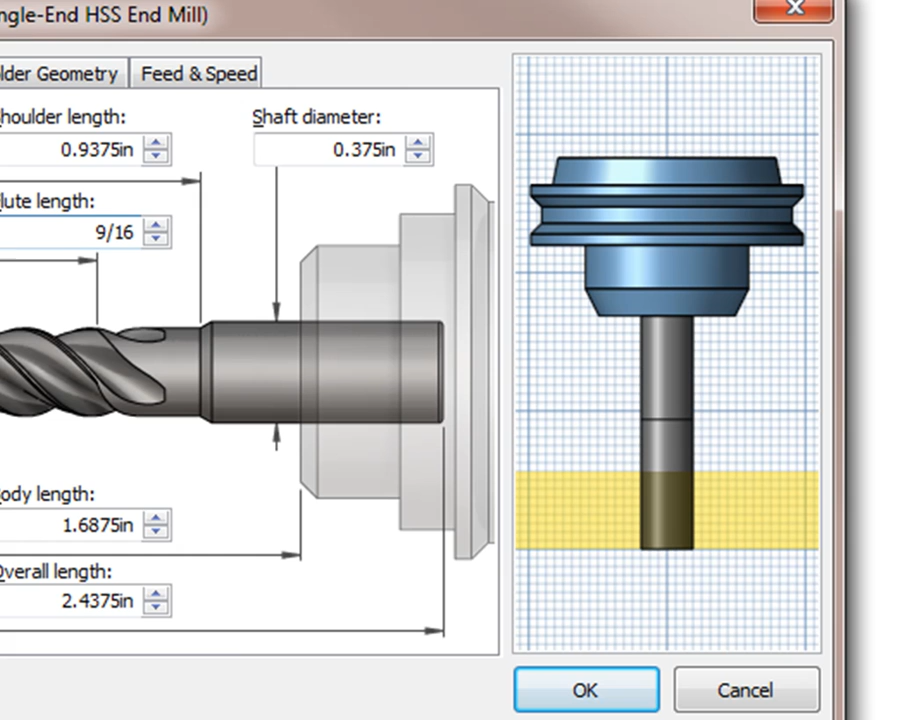 ngle-End HSS End Mill)
lder Geometry
Feed & Speed
houlder length:
Shaft diameter:
0.9375in
0.375in
lute length:
9/16
ody length:
1.6875in
Overall length:
2.4375in
OK
Cancel